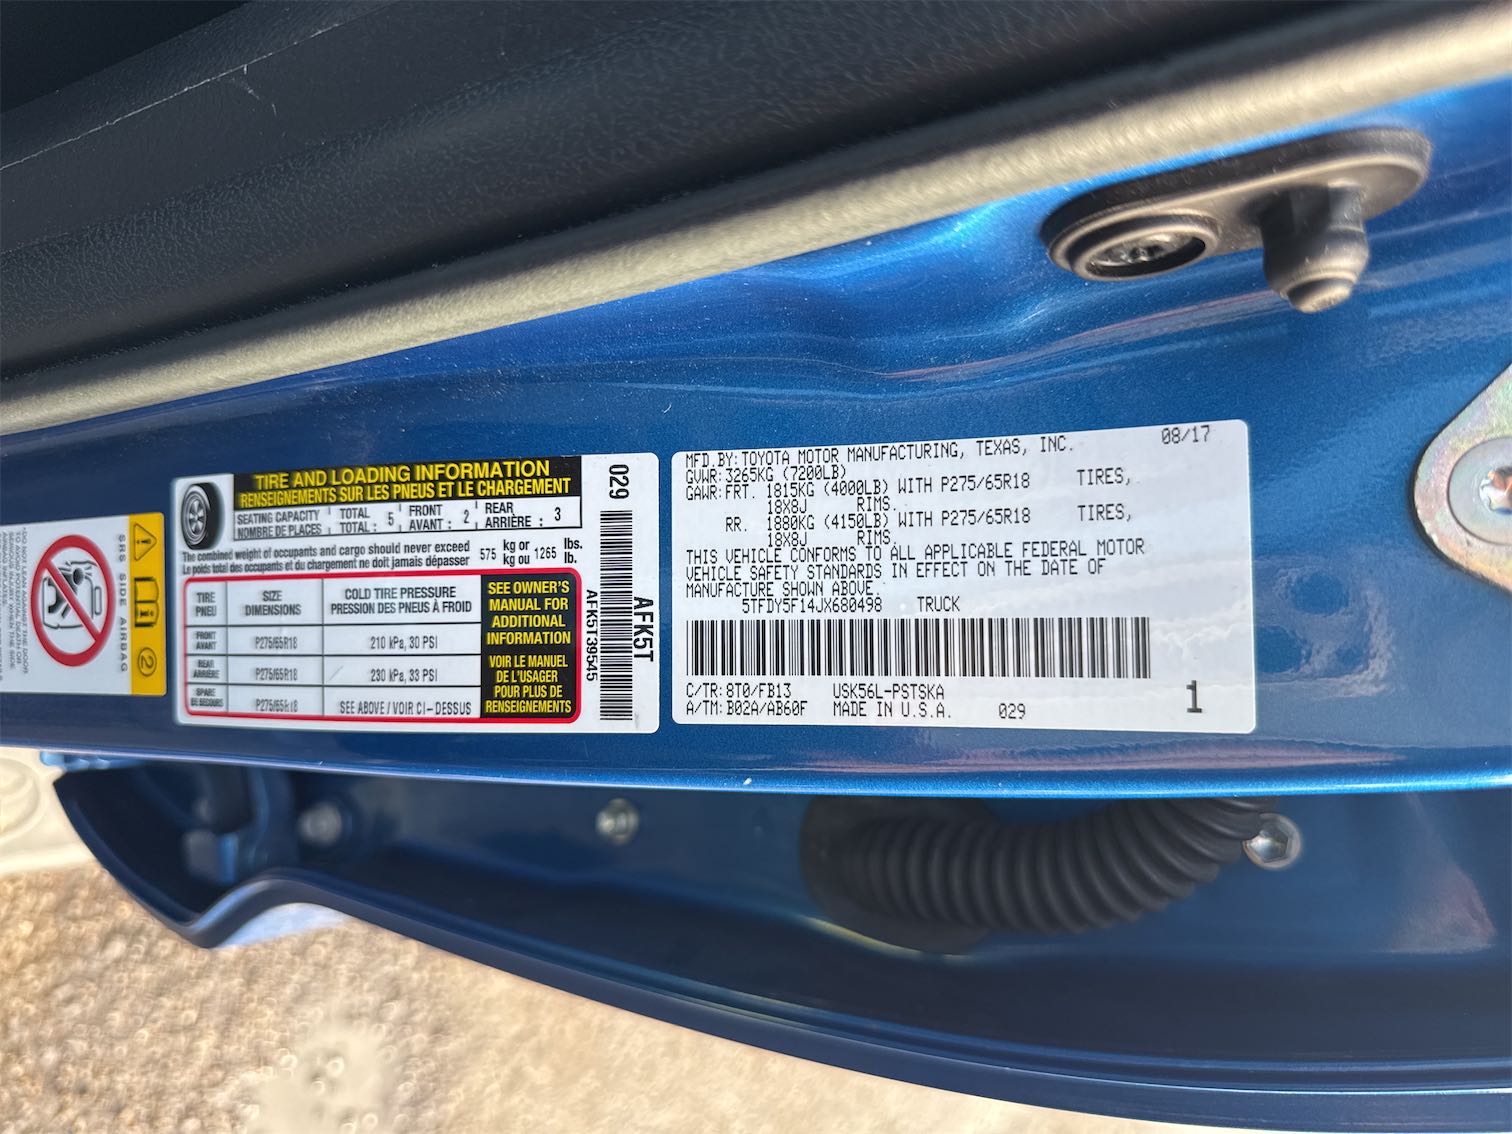 SRS SIDE AIRBAG
TIRE AND LOADING INFORMATION
RENSEIGNEMENTS SUR LES PNEUS ET LE CHARGEMENT
SEATING CAPACITY TOTAL 5 FRONT 2 REAR 3
NOMBRE DE PLACES TOTAL : AVANT : ARRIÈRE :
The combined weight of occupants and cargo should never exceed 575 kg or 1265 lbs.
Le poids total des occupants et du chargement ne doit jamais dépasser kg ou lb.
TIRE SIZE COLD TIRE PRESSURE
PNEU DIMENSIONS PRESSION DES PNEUS À FROID
FRONT
AVANT P275/65R18 210 kPa, 30 PSI
REAR
ARRIÈRE P275/65R18 230 kPa, 33 PSI
SPARE
DE SECOURS P275/65R18 SEE ABOVE / VOIR CI-DESSUS
SEE OWNER'S
MANUAL FOR
ADDITIONAL
INFORMATION
VOIR LE MANUEL
DE L'USAGER
POUR PLUS DE
RENSEIGNEMENTS
029
AFK5T39545
AFK5T
MFD.BY:TOYOTA MOTOR MANUFACTURING, TEXAS, INC. 08/17
GVWR:3265KG (7200LB)
GAWR:FRT. 1815KG (4000LB) WITH P275/65R18 TIRES,
18X8J RIMS.
RR. 1880KG (4150LB) WITH P275/65R18 TIRES,
18X8J RIMS.
THIS VEHICLE CONFORMS TO ALL APPLICABLE FEDERAL MOTOR
VEHICLE SAFETY STANDARDS IN EFFECT ON THE DATE OF
MANUFACTURE SHOWN ABOVE.
5TFDY5F14JX680498 TRUCK
C/TR:8T0/FB13 USK56L-PSTSKA
A/TM:B02A/AB60F MADE IN U.S.A. 029 1